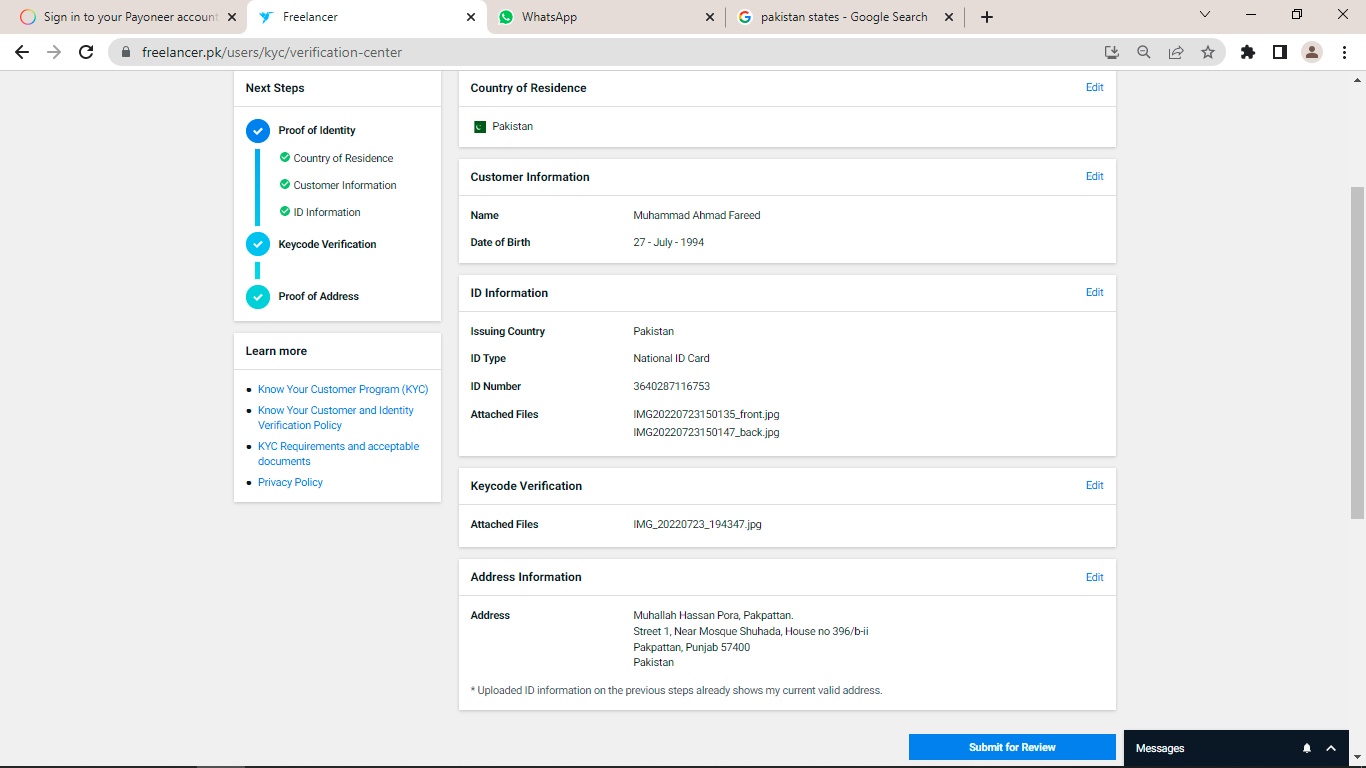 Sign in to your Payoneer account
Freelancer
WhatsApp
pakistan states - Google Search
freelancer.pk/users/kyc/verification-center
Next Steps
Proof of Identity
Country of Residence
Customer Information
ID Information
Keycode Verification
Proof of Address
Learn more
Know Your Customer Program (KYC)
Know Your Customer and Identity
Verification Policy
KYC Requirements and acceptable
documents
Privacy Policy
Country of Residence Edit
Pakistan
Customer Information Edit
Name Muhammad Ahmad Fareed
Date of Birth 27 - July - 1994
ID Information Edit
Issuing Country Pakistan
ID Type National ID Card
ID Number 3640287116753
Attached Files IMG20220723150135_front.jpg
IMG20220723150147_back.jpg
Keycode Verification Edit
Attached Files IMG_20220723_194347.jpg
Address Information Edit
Address Muhallah Hassan Pora, Pakpattan.
Street 1, Near Mosque Shuhada, House no 396/b-ii
Pakpattan, Punjab 57400
Pakistan
* Uploaded ID information on the previous steps already shows my current valid address.
Submit for Review
Messages